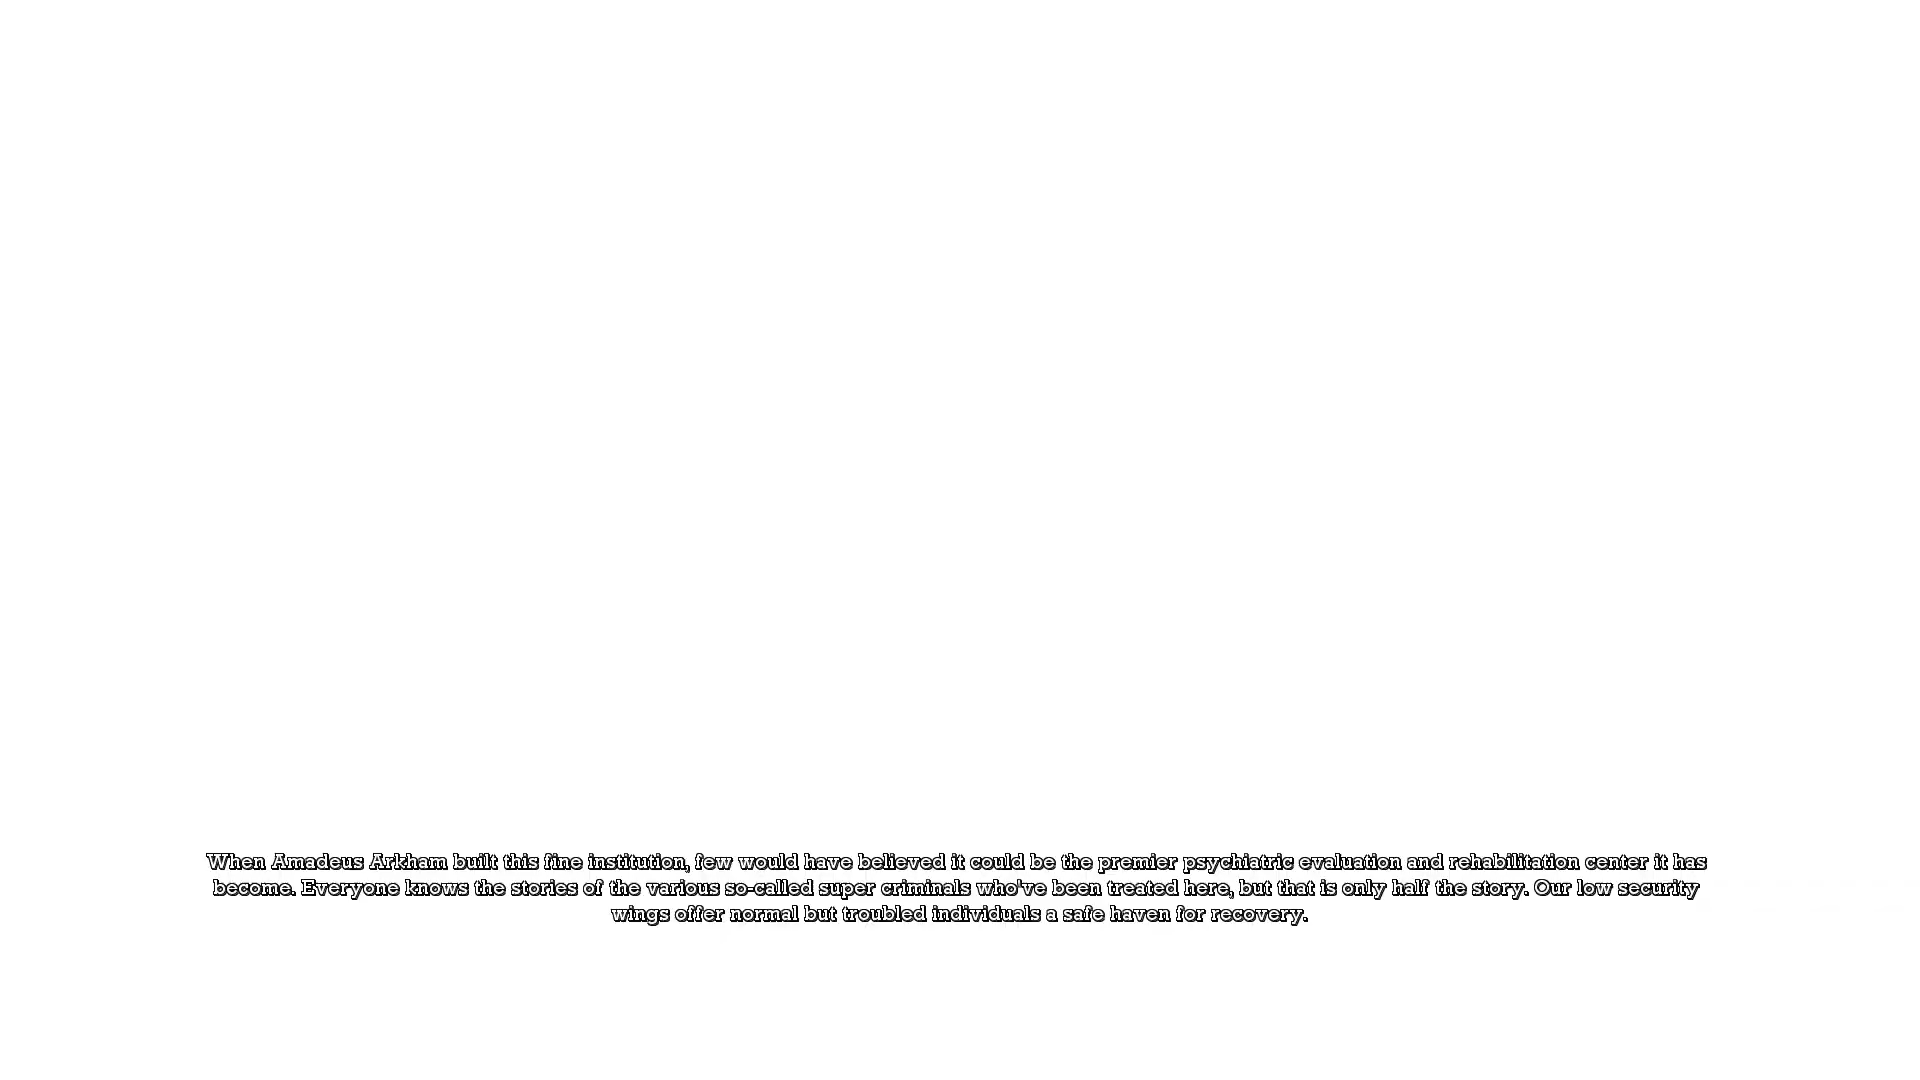 When Amadeus Arkham built this fine institution, few would have believed it could be the premier psychiatric evaluation and rehabilitation center it has
become. Everyone knows the stories of the various so-called super criminals who've been treated here, but that is only half the story. Our low security
wings offer normal but troubled individuals a safe haven for recovery.